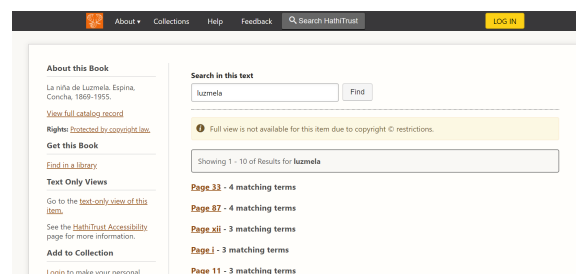 About ▾ Collections Help Feedback Search HathiTrust LOG IN
About this Book
La niña de Luzmela. Espina,
Concha, 1869-1955.
View full catalog record
Rights: Protected by copyright law.
Get this Book
Find in a library
Text Only Views
Go to the text-only view of this
item.
See the HathiTrust Accessibility
page for more information.
Add to Collection
Login to make your personal
Search in this text
luzmela Find
Full view is not available for this item due to copyright © restrictions.
Showing 1 - 10 of Results for luzmela
Page 33 - 4 matching terms
Page 87 - 4 matching terms
Page xii - 3 matching terms
Page i - 3 matching terms
Page 11 - 3 matching terms